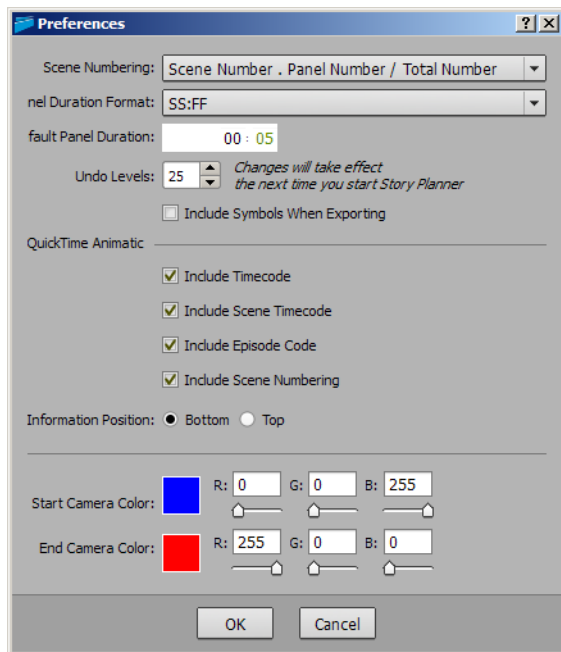 Preferences
Scene Numbering: Scene Number . Panel Number / Total Number
nel Duration Format: SS:FF
fault Panel Duration: 00 : 05
Undo Levels: 25 Changes will take effect
the next time you start Story Planner
Include Symbols When Exporting
QuickTime Animatic
Include Timecode
Include Scene Timecode
Include Episode Code
Include Scene Numbering
Information Position: Bottom Top
Start Camera Color: R: 0 G: 0 B: 255
End Camera Color: R: 255 G: 0 B: 0
OK Cancel